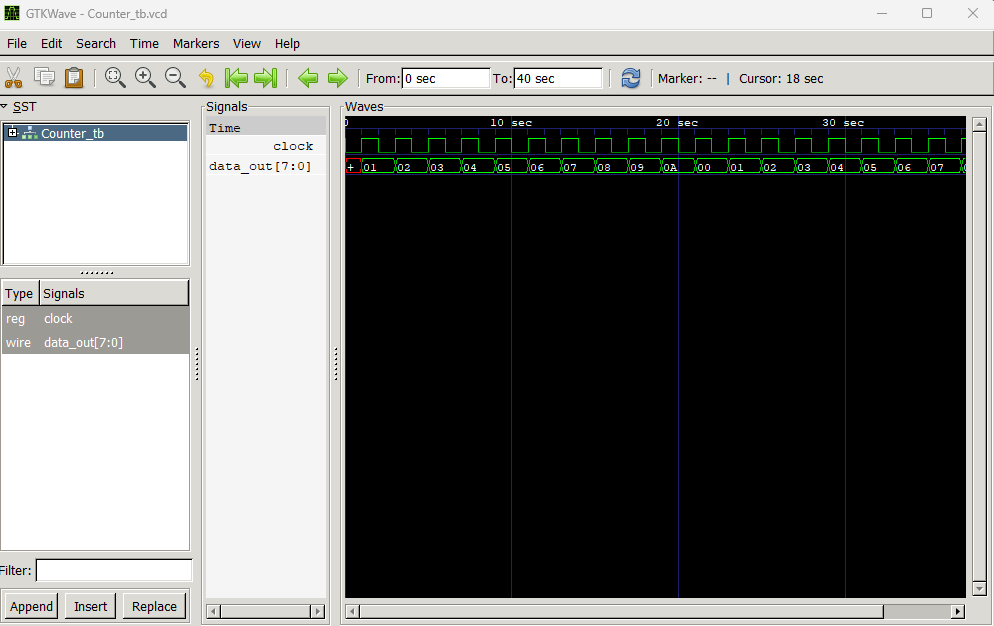 GTKWave - Counter_tb.vcd
File Edit Search Time Markers View Help
From: 0 sec To: 40 sec Marker: -- | Cursor: 18 sec
SST
Counter_tb
Type Signals
reg clock
wire data_out[7:0]
Filter:
Append Insert Replace
Signals
Time
clock
data_out[7:0]
Waves
0 10 sec 20 sec 30 sec
+ 01 02 03 04 05 06 07 08 09 0A 00 01 02 03 04 05 06 07